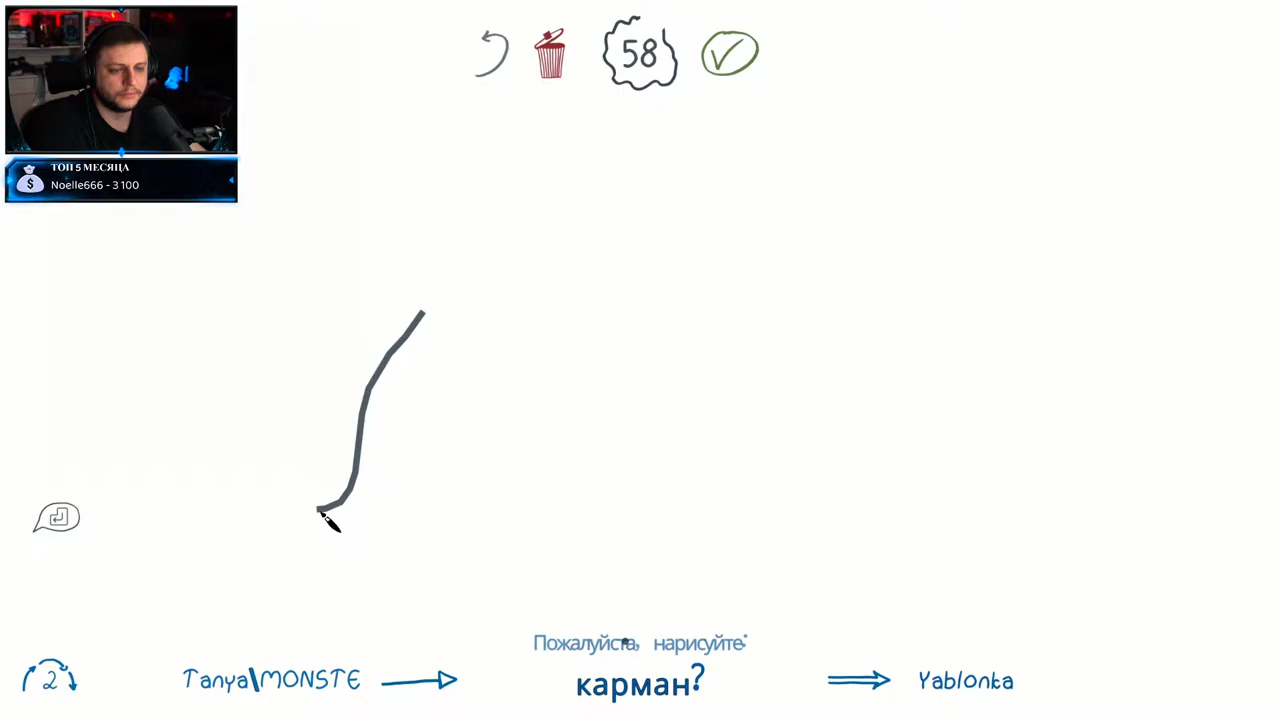 58
ТОП 5 МЕСЯЦА
Noelle666 - 3 100
Пожалуйста, нарисуйте:
2 Tanya\MONSTE карман? Yablonka